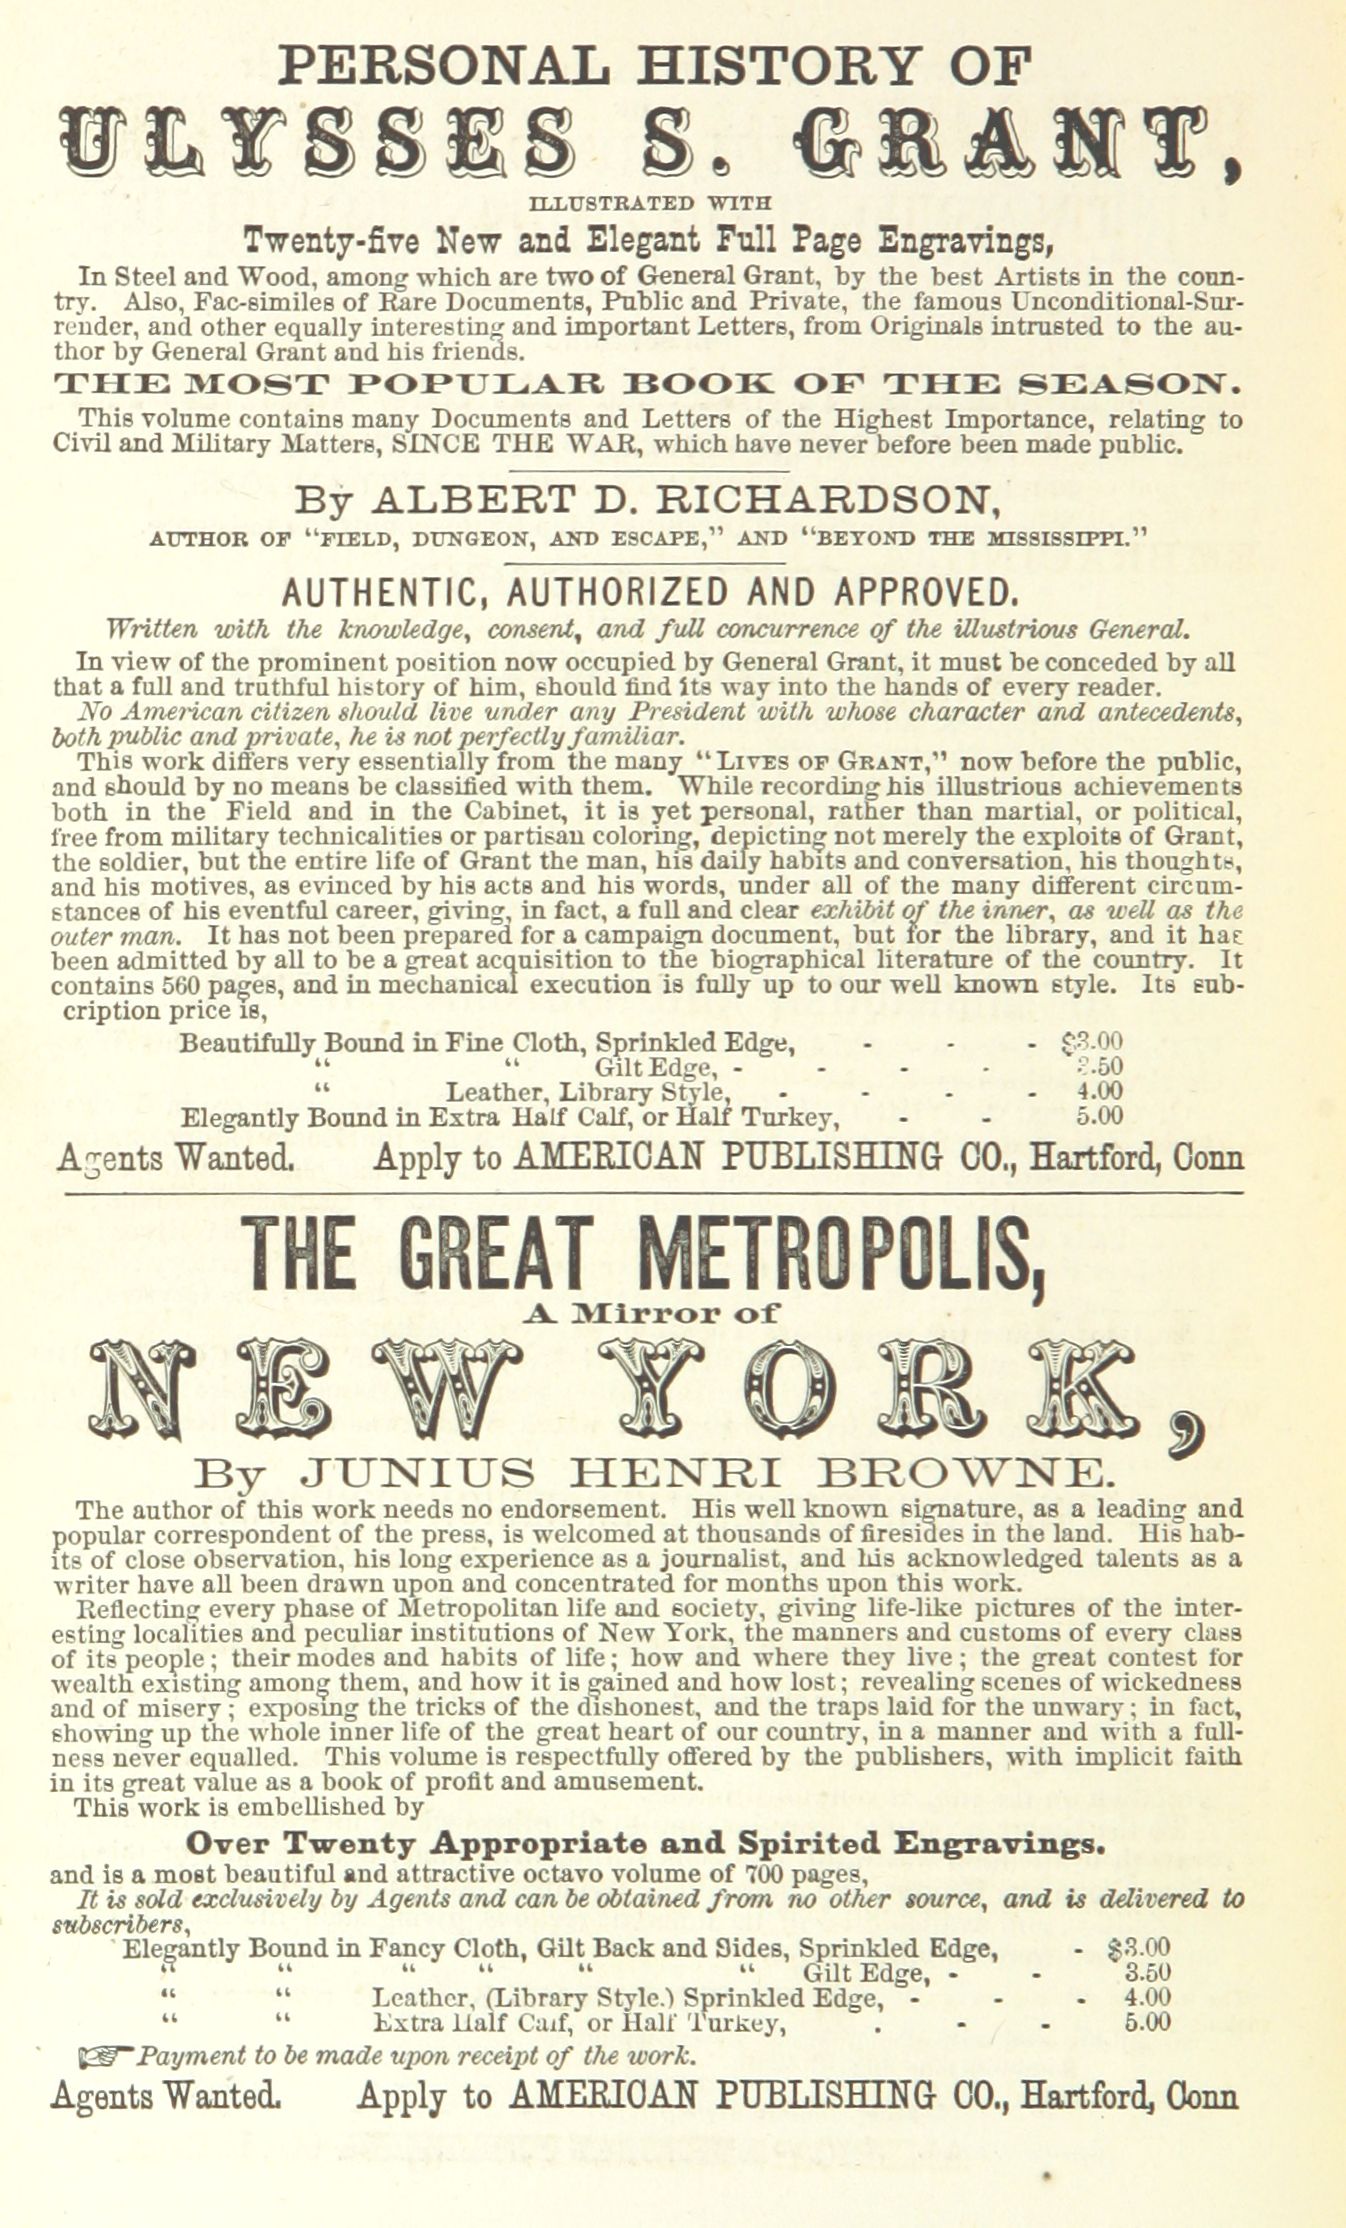 PERSONAL HISTORY OF
ULYSSES S. GRANT,
ILLUSTRATED WITH
Twenty-five New and Elegant Full Page Engravings,
In Steel and Wood, among which are two of General Grant, by the best Artists in the coun-
try. Also, Fac-similes of Rare Documents, Public and Private, the famous Unconditional-Sur-
render, and other equally interesting and important Letters, from Originals intrusted to the au-
thor by General Grant and his friends.
THE MOST POPULAR BOOK OF THE SEASON.
This volume contains many Documents and Letters of the Highest Importance, relating to
Civil and Military Matters, SINCE THE WAR, which have never before been made public.
By ALBERT D. RICHARDSON,
AUTHOR OF "FIELD, DUNGEON, AND ESCAPE," AND "BEYOND THE MISSISSIPPI."
AUTHENTIC, AUTHORIZED AND APPROVED.
Written with the knowledge, consent, and full concurrence of the illustrious General.
In view of the prominent position now occupied by General Grant, it must be conceded by all
that a full and truthful history of him, should find its way into the hands of every reader.
No American citizen should live under any President with whose character and antecedents,
both public and private, he is not perfectly familiar.
This work differs very essentially from the many "LIVES OF GRANT," now before the public,
and should by no means be classified with them. While recording his illustrious achievements
both in the Field and in the Cabinet, it is yet personal, rather than martial, or political,
free from military technicalities or partisan coloring, depicting not merely the exploits of Grant,
the soldier, but the entire life of Grant the man, his daily habits and conversation, his thoughts,
and his motives, as evinced by his acts and his words, under all of the many different circum-
stances of his eventful career, giving, in fact, a full and clear exhibit of the inner, as well as the
outer man. It has not been prepared for a campaign document, but for the library, and it has
been admitted by all to be a great acquisition to the biographical literature of the country. It
contains 560 pages, and in mechanical execution is fully up to our well known style. Its sub-
cription price is,
Beautifully Bound in Fine Cloth, Sprinkled Edge, - - - $3.00
" " Gilt Edge, - - - - 3.50
" Leather, Library Style, - - - - 4.00
Elegantly Bound in Extra Half Calf, or Half Turkey, - - 5.00
Agents Wanted. Apply to AMERICAN PUBLISHING CO., Hartford, Conn
THE GREAT METROPOLIS,
A Mirror of
NEW YORK,
By JUNIUS HENRI BROWNE.
The author of this work needs no endorsement. His well known signature, as a leading and
popular correspondent of the press, is welcomed at thousands of firesides in the land. His hab-
its of close observation, his long experience as a journalist, and his acknowledged talents as a
writer have all been drawn upon and concentrated for months upon this work.
Reflecting every phase of Metropolitan life and society, giving life-like pictures of the inter-
esting localities and peculiar institutions of New York, the manners and customs of every class
of its people; their modes and habits of life; how and where they live; the great contest for
wealth existing among them, and how it is gained and how lost; revealing scenes of wickedness
and of misery; exposing the tricks of the dishonest, and the traps laid for the unwary; in fact,
showing up the whole inner life of the great heart of our country, in a manner and with a full-
ness never equalled. This volume is respectfully offered by the publishers, with implicit faith
in its great value as a book of profit and amusement.
This work is embellished by
Over Twenty Appropriate and Spirited Engravings.
and is a most beautiful and attractive octavo volume of 700 pages,
It is sold exclusively by Agents and can be obtained from no other source, and is delivered to
subscribers,
Elegantly Bound in Fancy Cloth, Gilt Back and Sides, Sprinkled Edge, - $3.00
" " " " " " Gilt Edge, - - 3.50
" " Leather, (Library Style.) Sprinkled Edge, - - - 4.00
" " Extra Half Calf, or Half Turkey, . - - 5.00
☞ Payment to be made upon receipt of the work.
Agents Wanted. Apply to AMERICAN PUBLISHING CO., Hartford, Conn